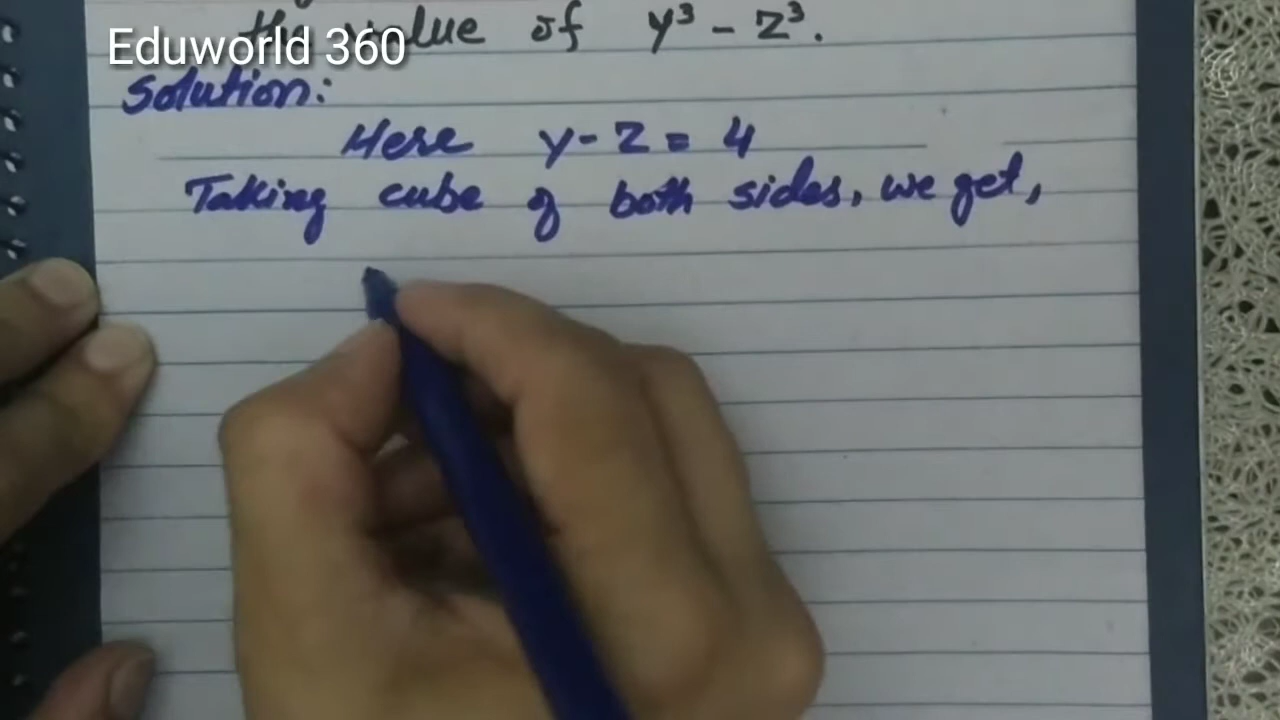 the value of y³ - z³.
Eduworld 360
Solution:
Here y - z = 4
Taking cube of both sides, we get,